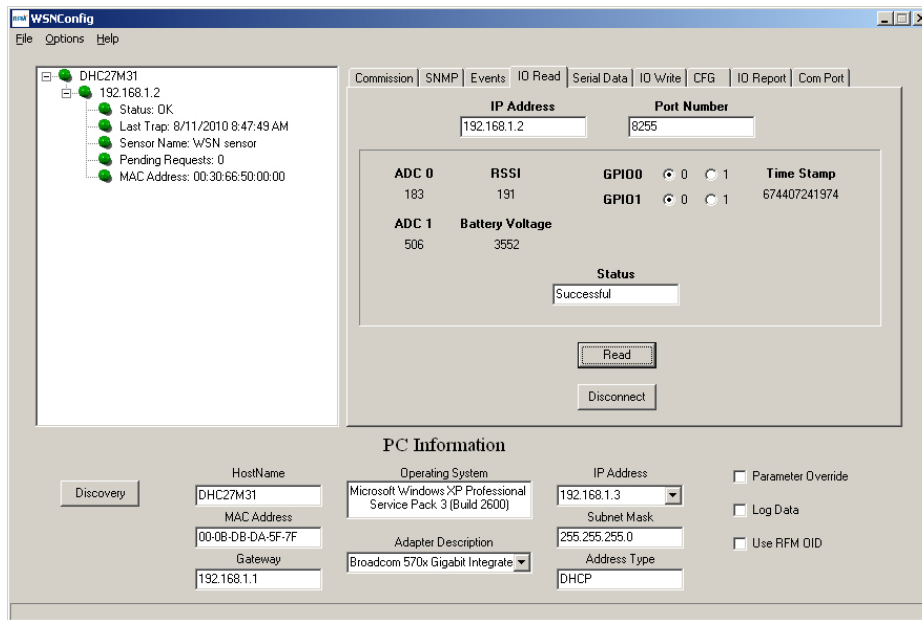 RFM WSNConfig
File Options Help
DHC27M31
192.168.1.2
Status: OK
Last Trap: 8/11/2010 8:47:49 AM
Sensor Name: WSN sensor
Pending Requests: 0
MAC Address: 00:30:66:50:00:00
Commission SNMP Events IO Read Serial Data IO Write CFG IO Report Com Port
IP Address Port Number
192.168.1.2 8255
ADC 0 RSSI GPIO0 0 1 Time Stamp
183 191 GPIO1 0 1 674407241974
ADC 1 Battery Voltage
506 3552
Status
Successful
Read
Disconnect
PC Information
Discovery
HostName
DHC27M31
MAC Address
00-0B-DB-DA-5F-7F
Gateway
192.168.1.1
Operating System
Microsoft Windows XP Professional
Service Pack 3 (Build 2600)
Adapter Description
Broadcom 570x Gigabit Integrate
IP Address
192.168.1.3
Subnet Mask
255.255.255.0
Address Type
DHCP
Parameter Override
Log Data
Use RFM OID